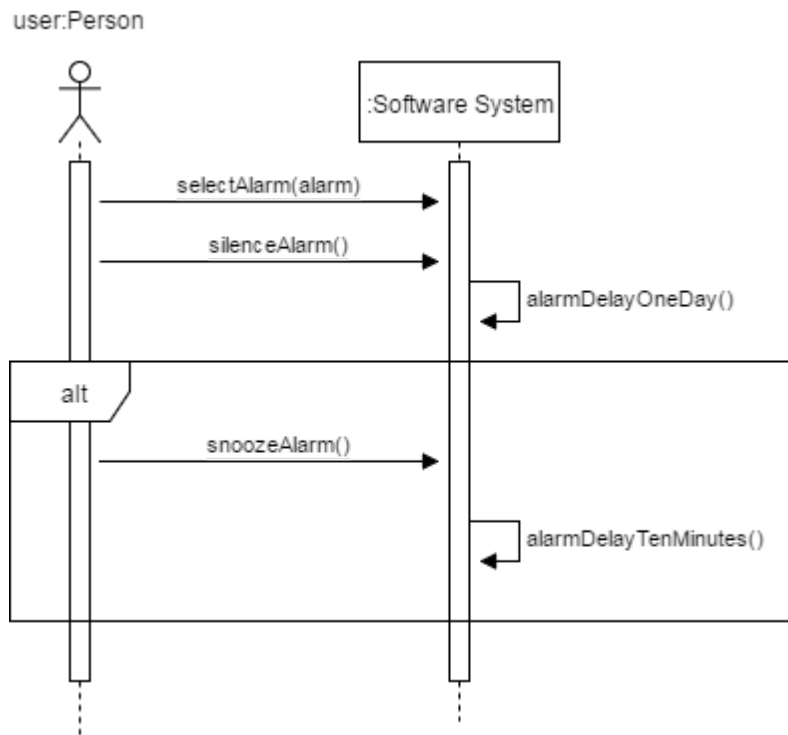 user:Person
:Software System
selectAlarm(alarm)
silenceAlarm()
alarmDelayOneDay()
alt
snoozeAlarm()
alarmDelayTenMinutes()